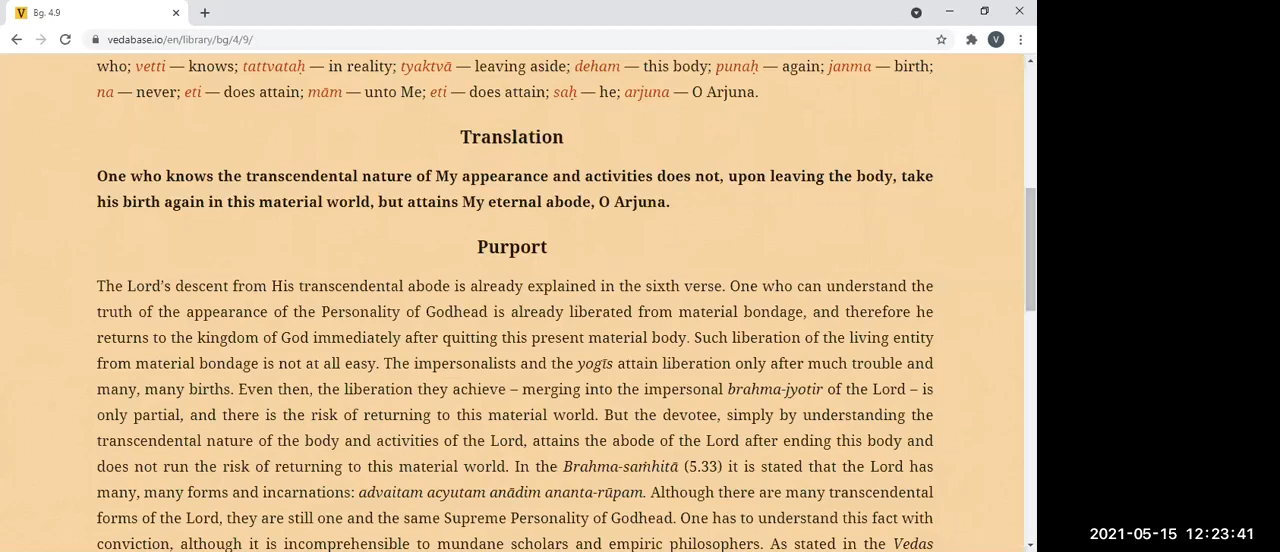 Bg. 4.9
vedabase.io/en/library/bg/4/9/
V
who; vetti — knows; tattvataḥ — in reality; tyaktvā — leaving aside; deham — this body; punaḥ — again; janma — birth;
na — never; eti — does attain; mām — unto Me; eti — does attain; saḥ — he; arjuna — O Arjuna.
Translation
One who knows the transcendental nature of My appearance and activities does not, upon leaving the body, take
his birth again in this material world, but attains My eternal abode, O Arjuna.
Purport
The Lord’s descent from His transcendental abode is already explained in the sixth verse. One who can understand the
truth of the appearance of the Personality of Godhead is already liberated from material bondage, and therefore he
returns to the kingdom of God immediately after quitting this present material body. Such liberation of the living entity
from material bondage is not at all easy. The impersonalists and the yogīs attain liberation only after much trouble and
many, many births. Even then, the liberation they achieve – merging into the impersonal brahma-jyotir of the Lord – is
only partial, and there is the risk of returning to this material world. But the devotee, simply by understanding the
transcendental nature of the body and activities of the Lord, attains the abode of the Lord after ending this body and
does not run the risk of returning to this material world. In the Brahma-saṁhitā (5.33) it is stated that the Lord has
many, many forms and incarnations: advaitam acyutam anādim ananta-rūpam. Although there are many transcendental
forms of the Lord, they are still one and the same Supreme Personality of Godhead. One has to understand this fact with
conviction, although it is incomprehensible to mundane scholars and empiric philosophers. As stated in the Vedas
2021-05-15 12:23:41